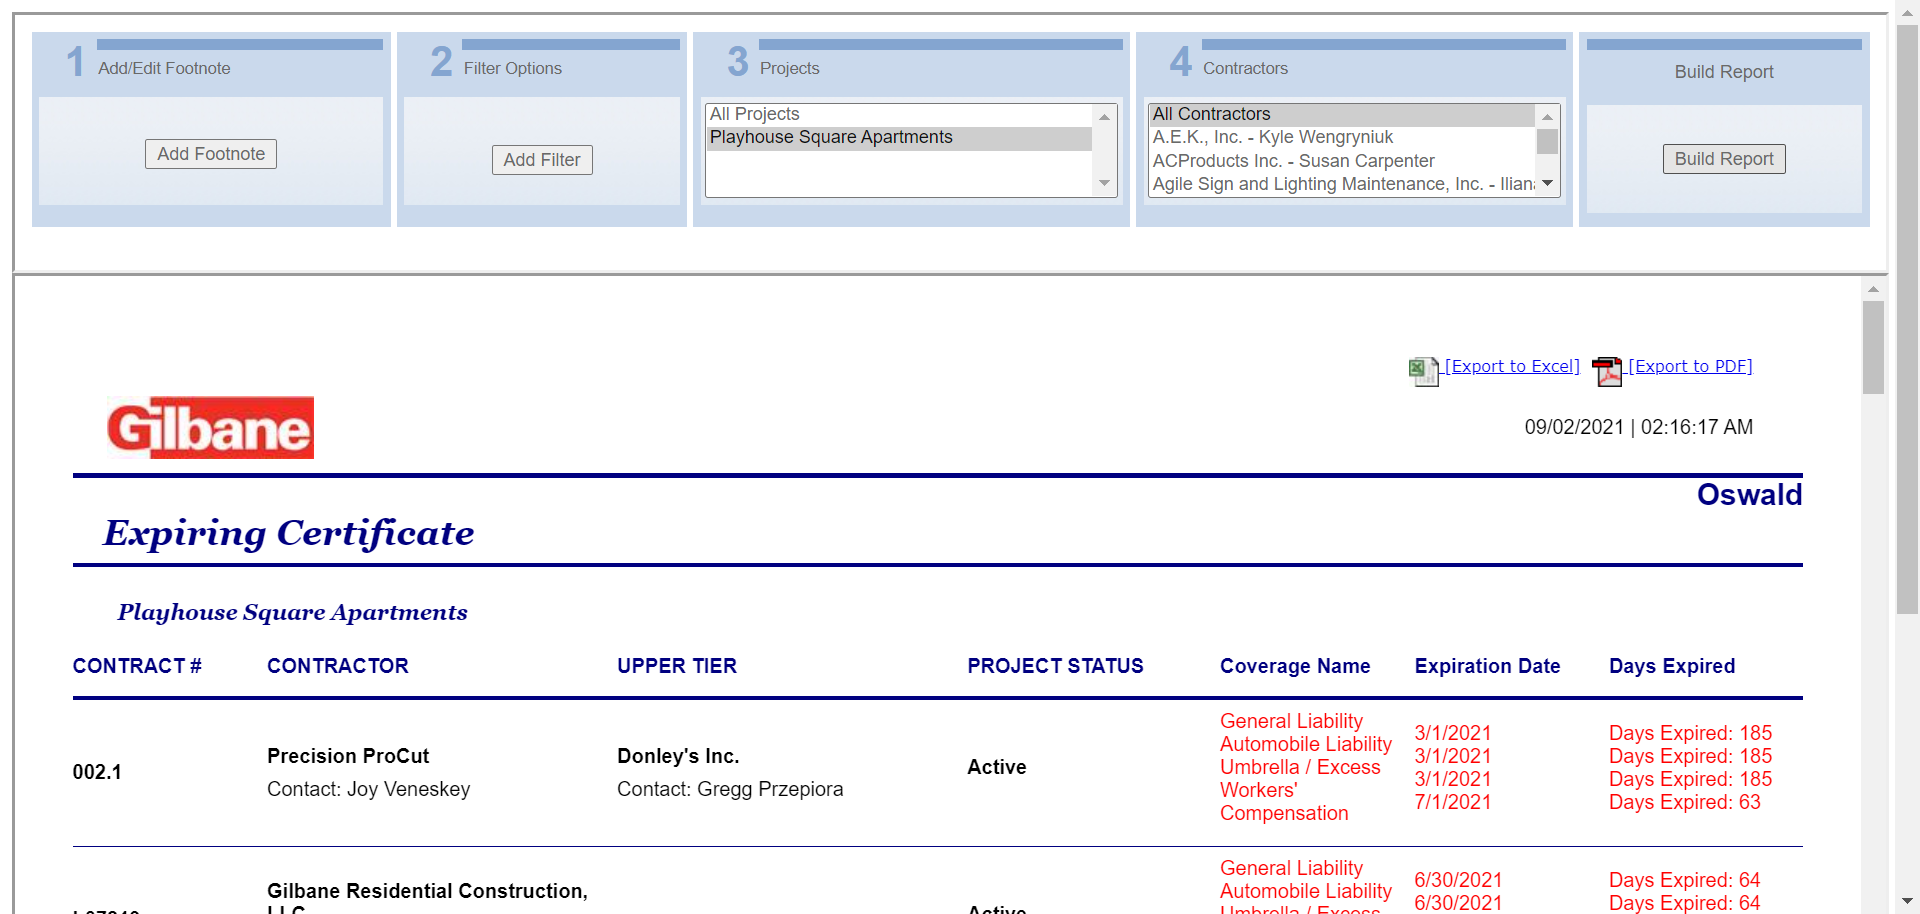 1 Add/Edit Footnote
Add Footnote
2 Filter Options
Add Filter
3 Projects
All Projects
Playhouse Square Apartments
4 Contractors
All Contractors
A.E.K., Inc. - Kyle Wengryniuk
ACProducts Inc. - Susan Carpenter
Agile Sign and Lighting Maintenance, Inc. - Iliana
Build Report
Build Report
[Export to Excel] [Export to PDF]
Gilbane
09/02/2021 | 02:16:17 AM
Oswald
Expiring Certificate
Playhouse Square Apartments
CONTRACT # CONTRACTOR UPPER TIER PROJECT STATUS Coverage Name Expiration Date Days Expired
002.1
Precision ProCut
Contact: Joy Veneskey
Donley's Inc.
Contact: Gregg Przepiora
Active
General Liability
Automobile Liability
Umbrella / Excess
Workers'
Compensation
3/1/2021
3/1/2021
3/1/2021
7/1/2021
Days Expired: 185
Days Expired: 185
Days Expired: 185
Days Expired: 63
Gilbane Residential Construction,
LLC
Active
General Liability
Automobile Liability
Umbrella / Excess
6/30/2021
6/30/2021
Days Expired: 64
Days Expired: 64